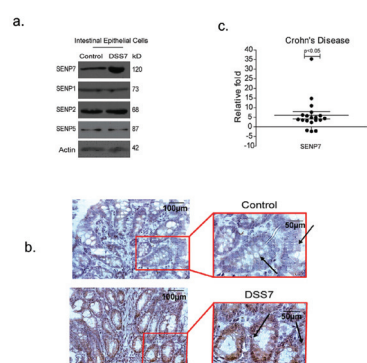 a.
Intestinal Epithelial Cells
Control DSS7 kD
SENP7 120
SENP1 73
SENP2 68
SENP5 87
Actin 42
c.
Crohn's Disease
p<0.05
Relative fold
40
35
30
25
20
15
10
5
0
-5
-10
SENP7
b.
100µm
Control
50µm
100µm
DSS7
50µm